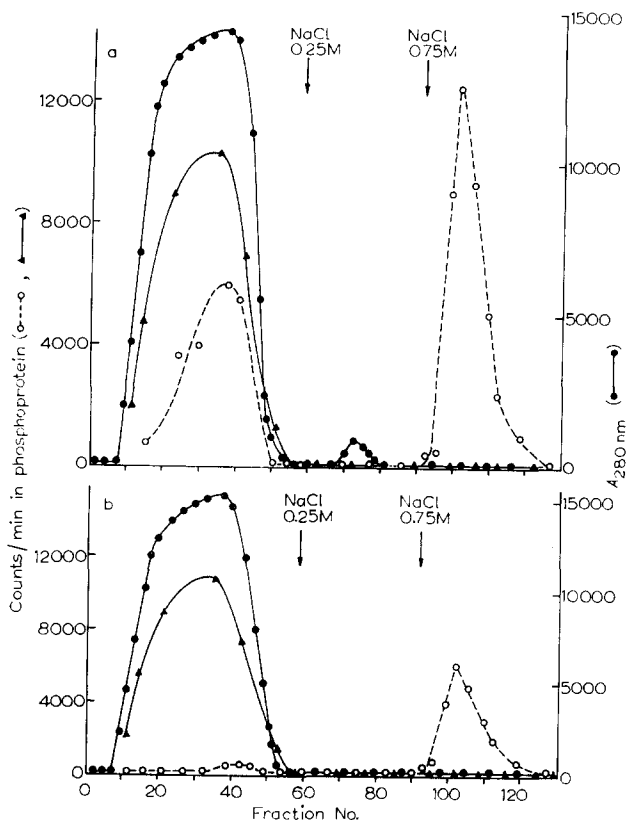 a
NaCl
0.25M
NaCl
0.75M
15000
10000
5000
0
12000
8000
4000
0
Counts/min in phosphoprotein (o----o , ▲——▲)
A280 nm (●——●)
b
NaCl
0.25M
NaCl
0.75M
15000
10000
5000
0
12000
8000
4000
0
0 20 40 60 80 100 120
Fraction No.